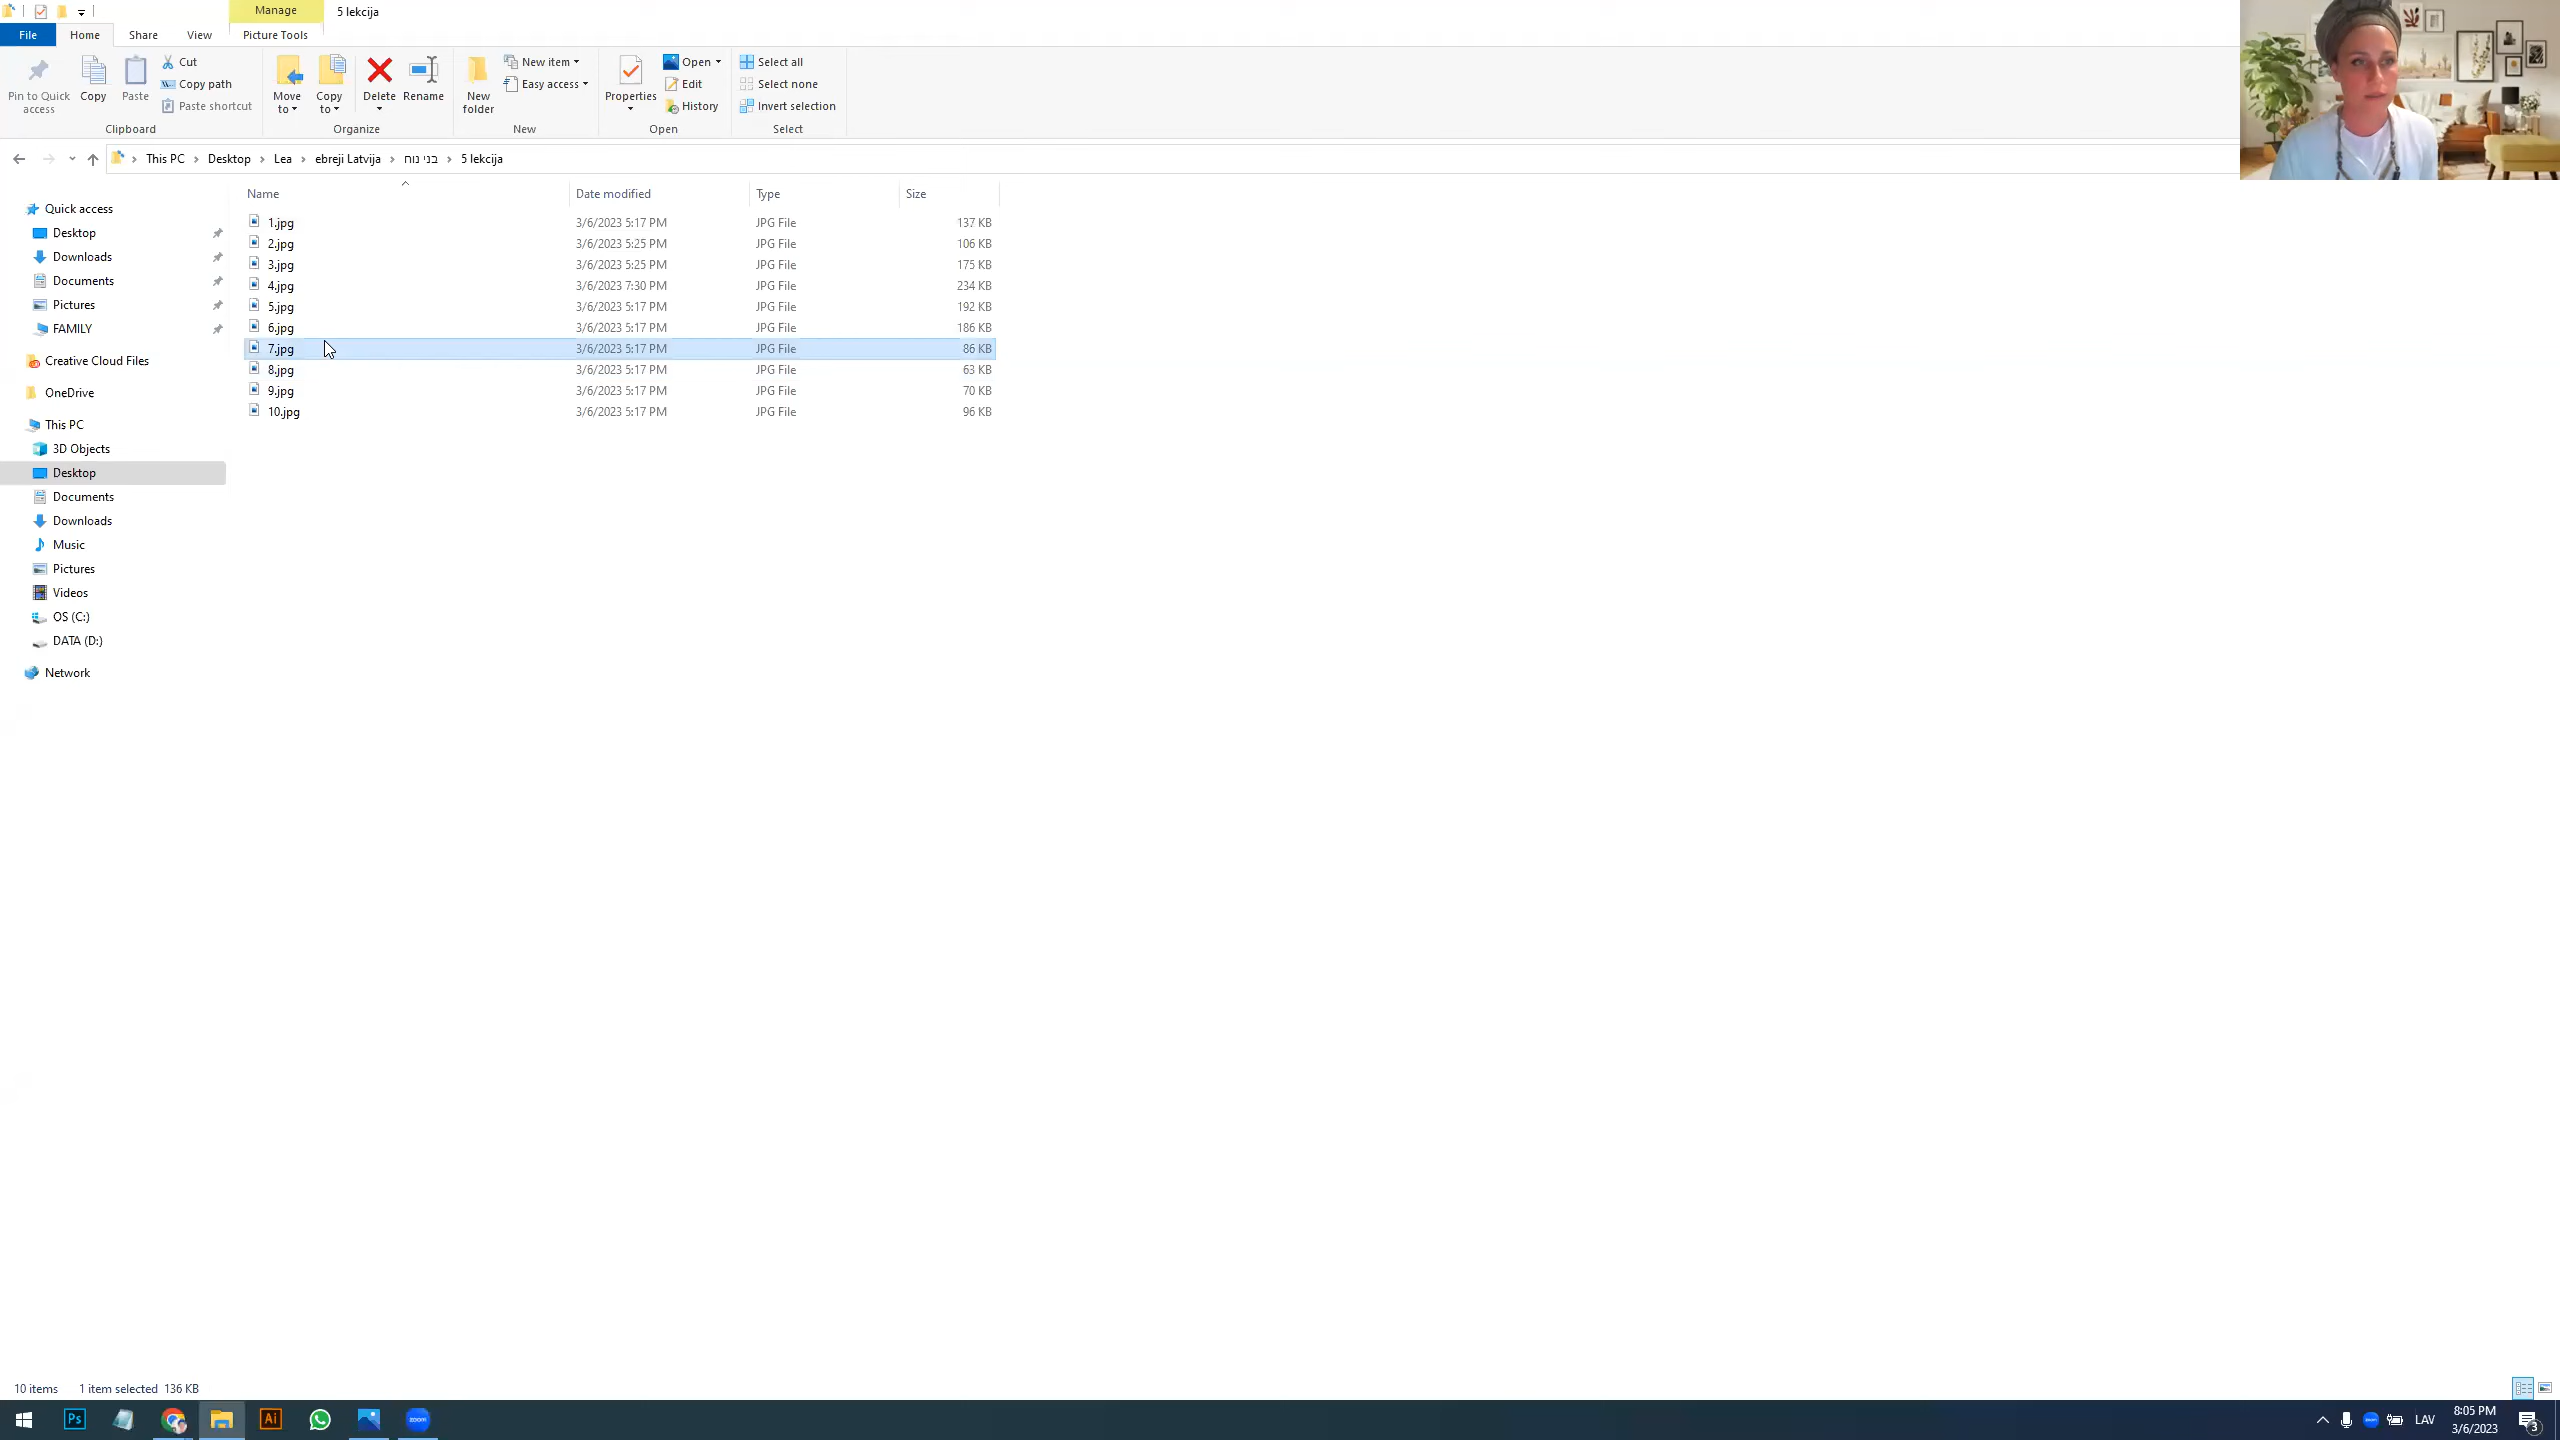 Manage
5 lekcija
File
Home
Share
View
Picture Tools
Pin to Quick access
Copy
Paste
Cut
Copy path
Paste shortcut
Clipboard
Move to
Copy to
Delete
Rename
Organize
New folder
New item
Easy access
New
Properties
Open
Edit
History
Open
Select all
Select none
Invert selection
Select
This PC > Desktop > Lea > ebreji Latvija > בני נוח > 5 lekcija
Name Date modified Type Size
1.jpg 3/6/2023 5:17 PM JPG File 137 KB
2.jpg 3/6/2023 5:25 PM JPG File 106 KB
3.jpg 3/6/2023 5:25 PM JPG File 175 KB
4.jpg 3/6/2023 7:30 PM JPG File 234 KB
5.jpg 3/6/2023 5:17 PM JPG File 192 KB
6.jpg 3/6/2023 5:17 PM JPG File 186 KB
7.jpg 3/6/2023 5:17 PM JPG File 86 KB
8.jpg 3/6/2023 5:17 PM JPG File 63 KB
9.jpg 3/6/2023 5:17 PM JPG File 70 KB
10.jpg 3/6/2023 5:17 PM JPG File 96 KB
Quick access
Desktop
Downloads
Documents
Pictures
FAMILY
Creative Cloud Files
OneDrive
This PC
3D Objects
Desktop
Documents
Downloads
Music
Pictures
Videos
OS (C:)
DATA (D:)
Network
10 items 1 item selected 136 KB
Ps
Ai
zoom
zoom
LAV
8:05 PM
3/6/2023
3